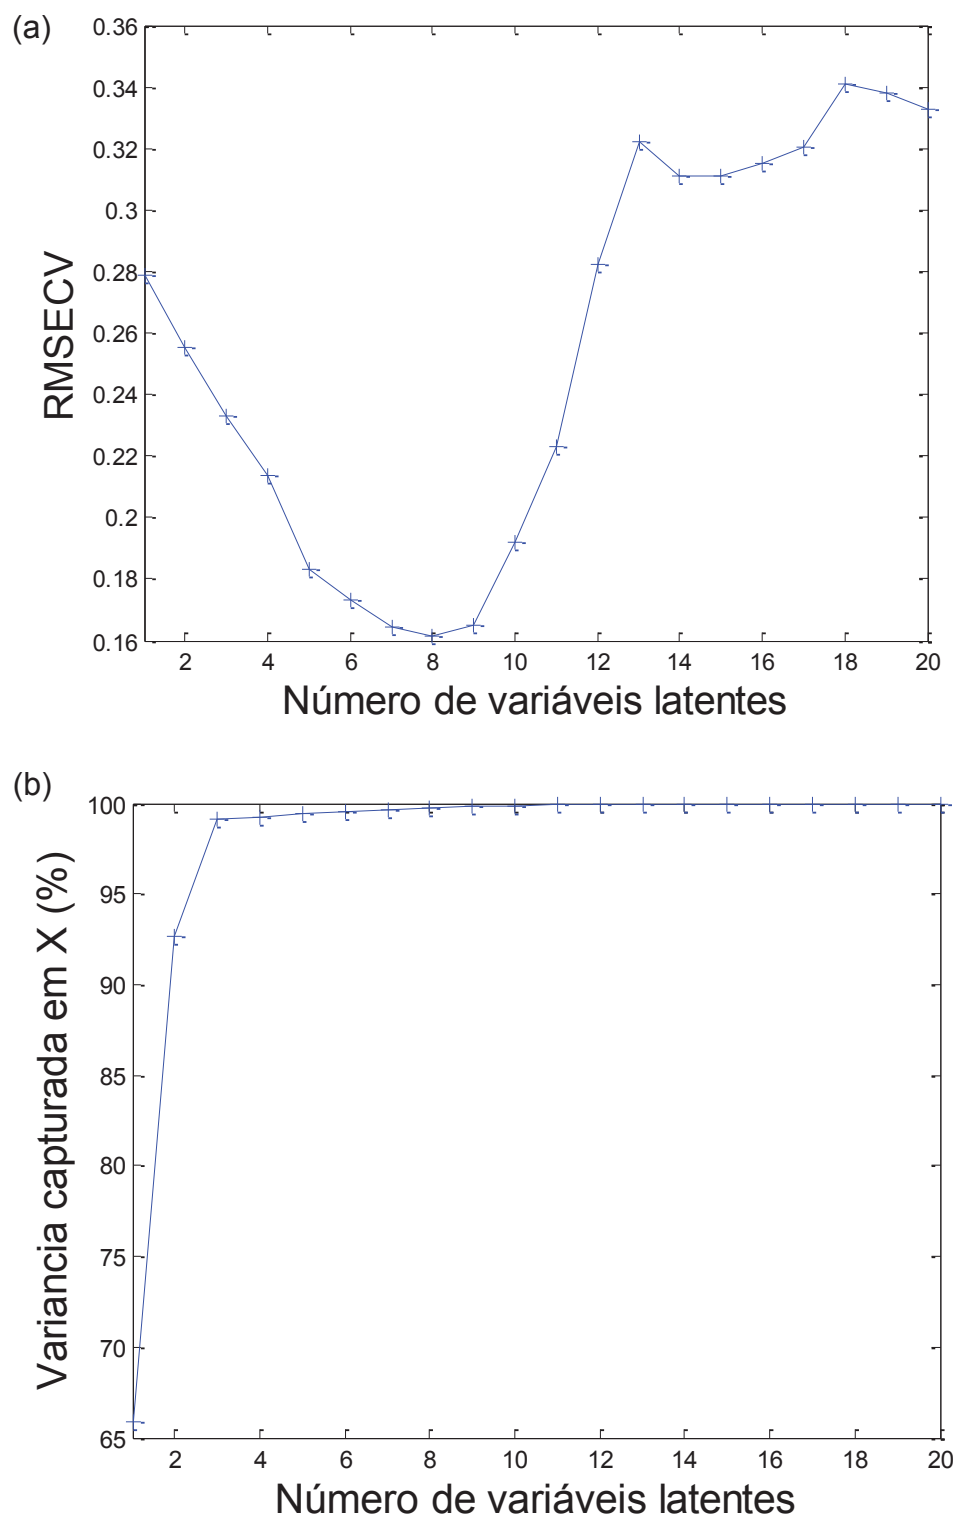 (a)
0.36
0.34
0.32
0.3
0.28
0.26
0.24
0.22
0.2
0.18
0.16
RMSECV
2 4 6 8 10 12 14 16 18 20
Número de variáveis latentes
(b)
100
95
90
85
80
75
70
65
Variancia capturada em X (%)
2 4 6 8 10 12 14 16 18 20
Número de variáveis latentes